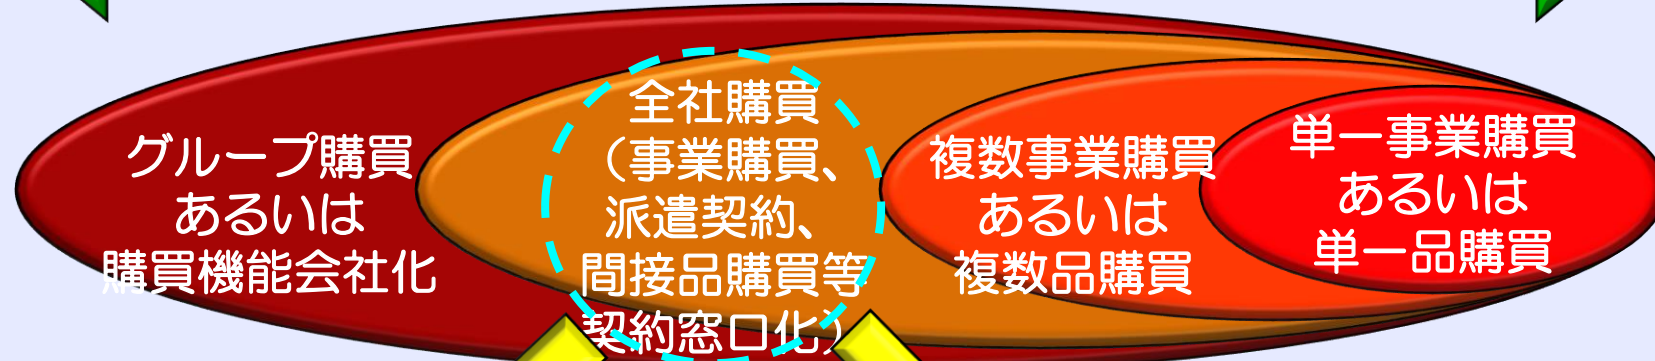 グループ購買
あるいは
購買機能会社化
全社購買
（事業購買、
派遣契約、
間接品購買等
契約窓口化）
複数事業購買
あるいは
複数品購買
単一事業購買
あるいは
単一品購買